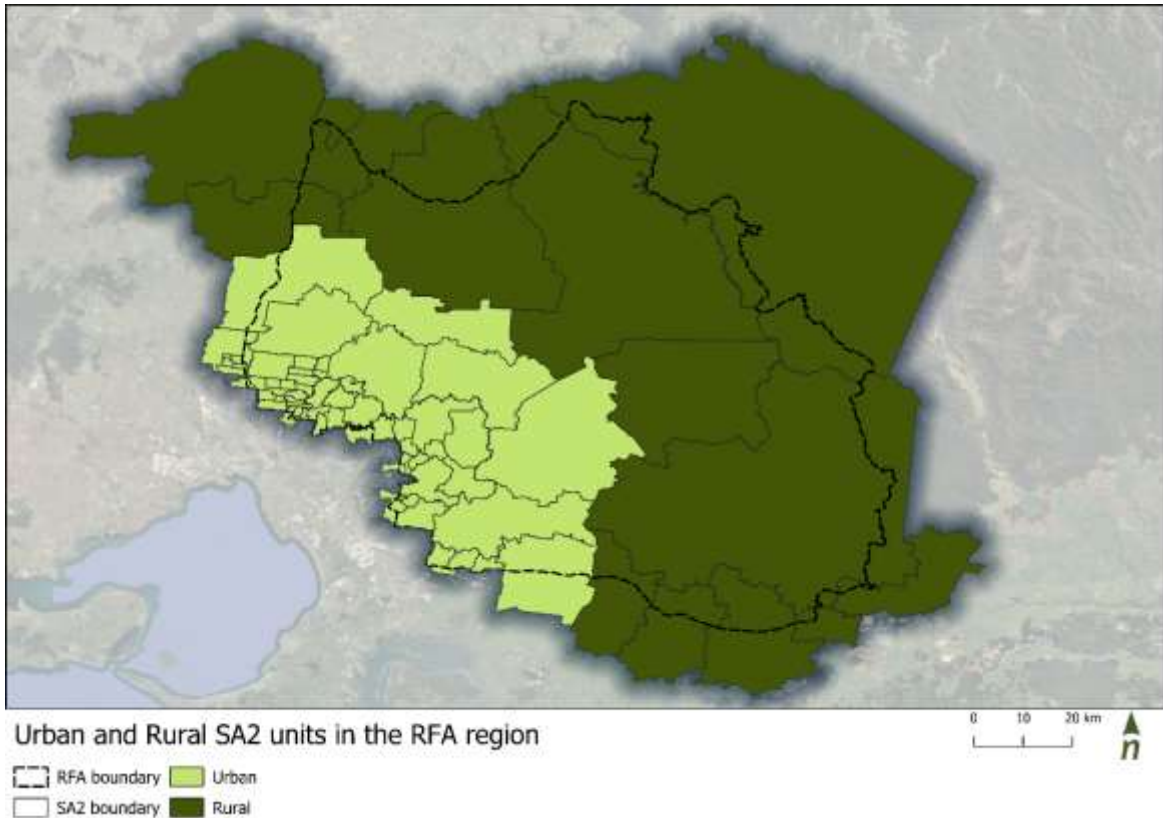 Urban and Rural SA2 units in the RFA region
0 10 20 km
n
RFA boundary Urban
SA2 boundary Rural